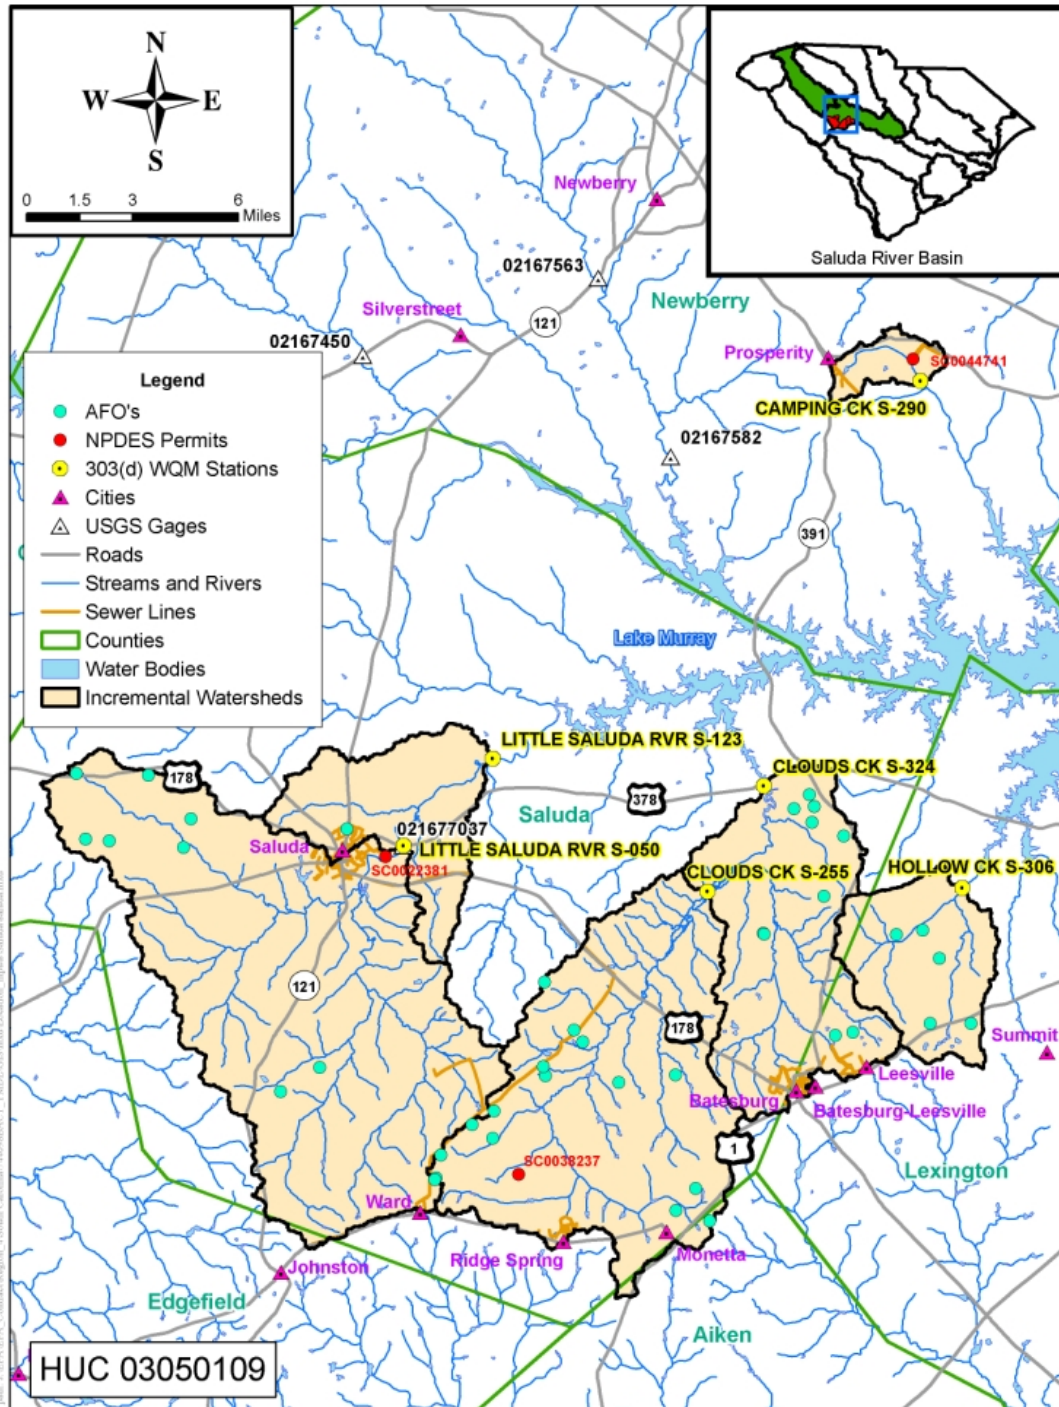 N
W E
S
0 1.5 3 6
Miles
Saluda River Basin
Newberry
02167563
Newberry
Silverstreet
121
02167450
Prosperity
SC0044741
CAMPING CK S-290
02167582
Legend
AFO's
NPDES Permits
303(d) WQM Stations
Cities
USGS Gages
Roads
Streams and Rivers
Sewer Lines
Counties
Water Bodies
Incremental Watersheds
391
Lake Murray
LITTLE SALUDA RVR S-123
CLOUDS CK S-324
178
378
Saluda
021677037
Saluda
LITTLE SALUDA RVR S-050
SC0022381
CLOUDS CK S-255
HOLLOW CK S-306
121
178
Summit
Leesville
Batesburg
Batesburg-Leesville
1
SC0038237
Lexington
Ward
Ridge Spring
Monetta
Johnston
Edgefield
Aiken
HUC 03050109